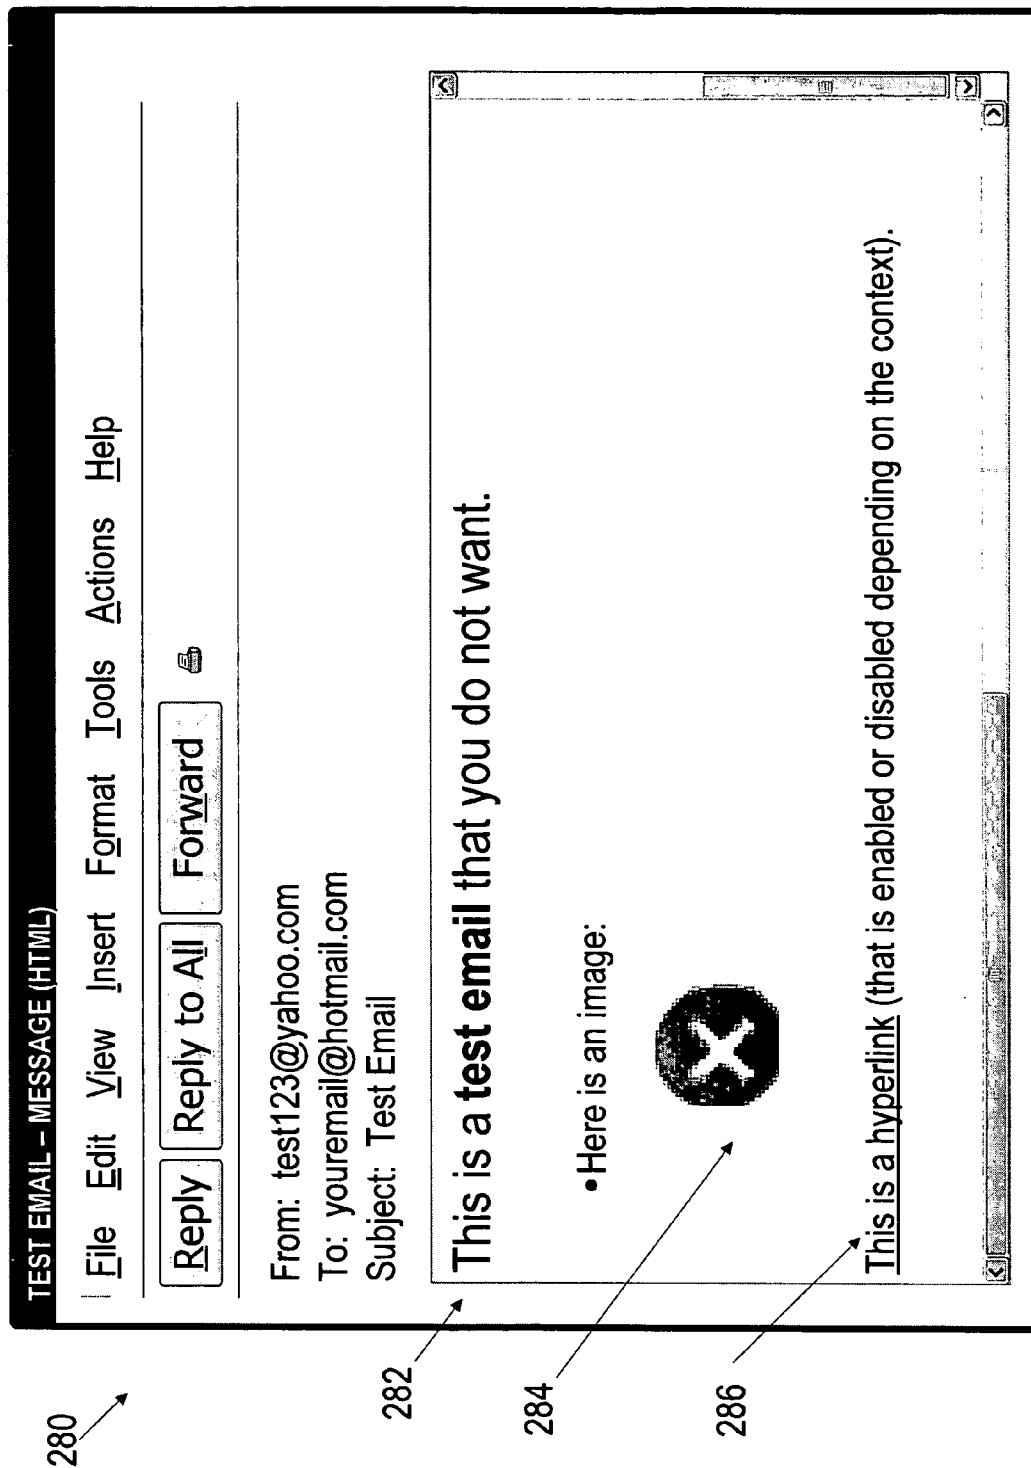 280
TEST EMAIL – MESSAGE (HTML)
File Edit View Insert Format Tools Actions Help
Reply Reply to All Forward
From: test123@yahoo.com
To: youremail@hotmail.com
Subject: Test Email
282
This is a test email that you do not want.
•Here is an image:
284
286
This is a hyperlink (that is enabled or disabled depending on the context).